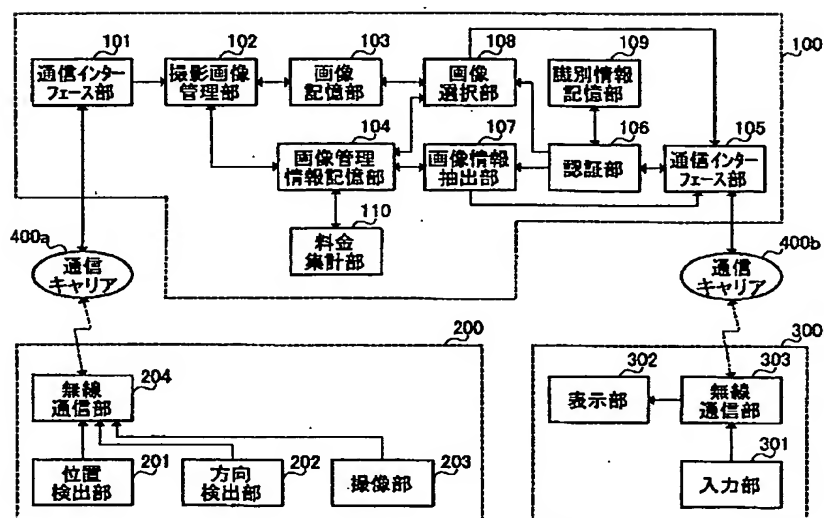 100
101
通信インター
フェース部
102
撮影画像
管理部
103
画像
記憶部
108
画像
選択部
109
識別情報
記憶部
104
画像管理
情報記憶部
107
画像情報
抽出部
106
認証部
105
通信インター
フェース部
110
料金
集計部
400a
通信
キャリア
400b
通信
キャリア
200
204
無線
通信部
201
位置
検出部
202
方向
検出部
203
撮像部
300
302
表示部
303
無線
通信部
301
入力部